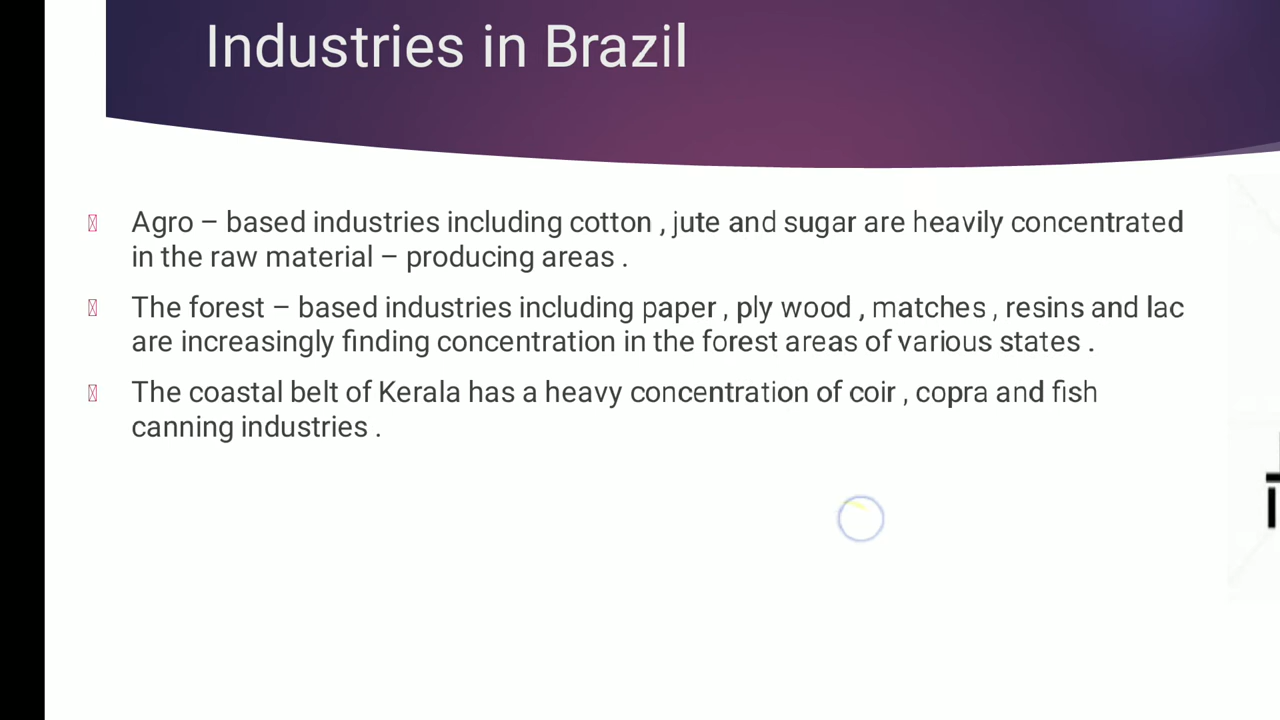 Industries in Brazil
Agro – based industries including cotton , jute and sugar are heavily concentrated
in the raw material – producing areas .
The forest – based industries including paper , ply wood , matches , resins and lac
are increasingly finding concentration in the forest areas of various states .
The coastal belt of Kerala has a heavy concentration of coir , copra and fish
canning industries .